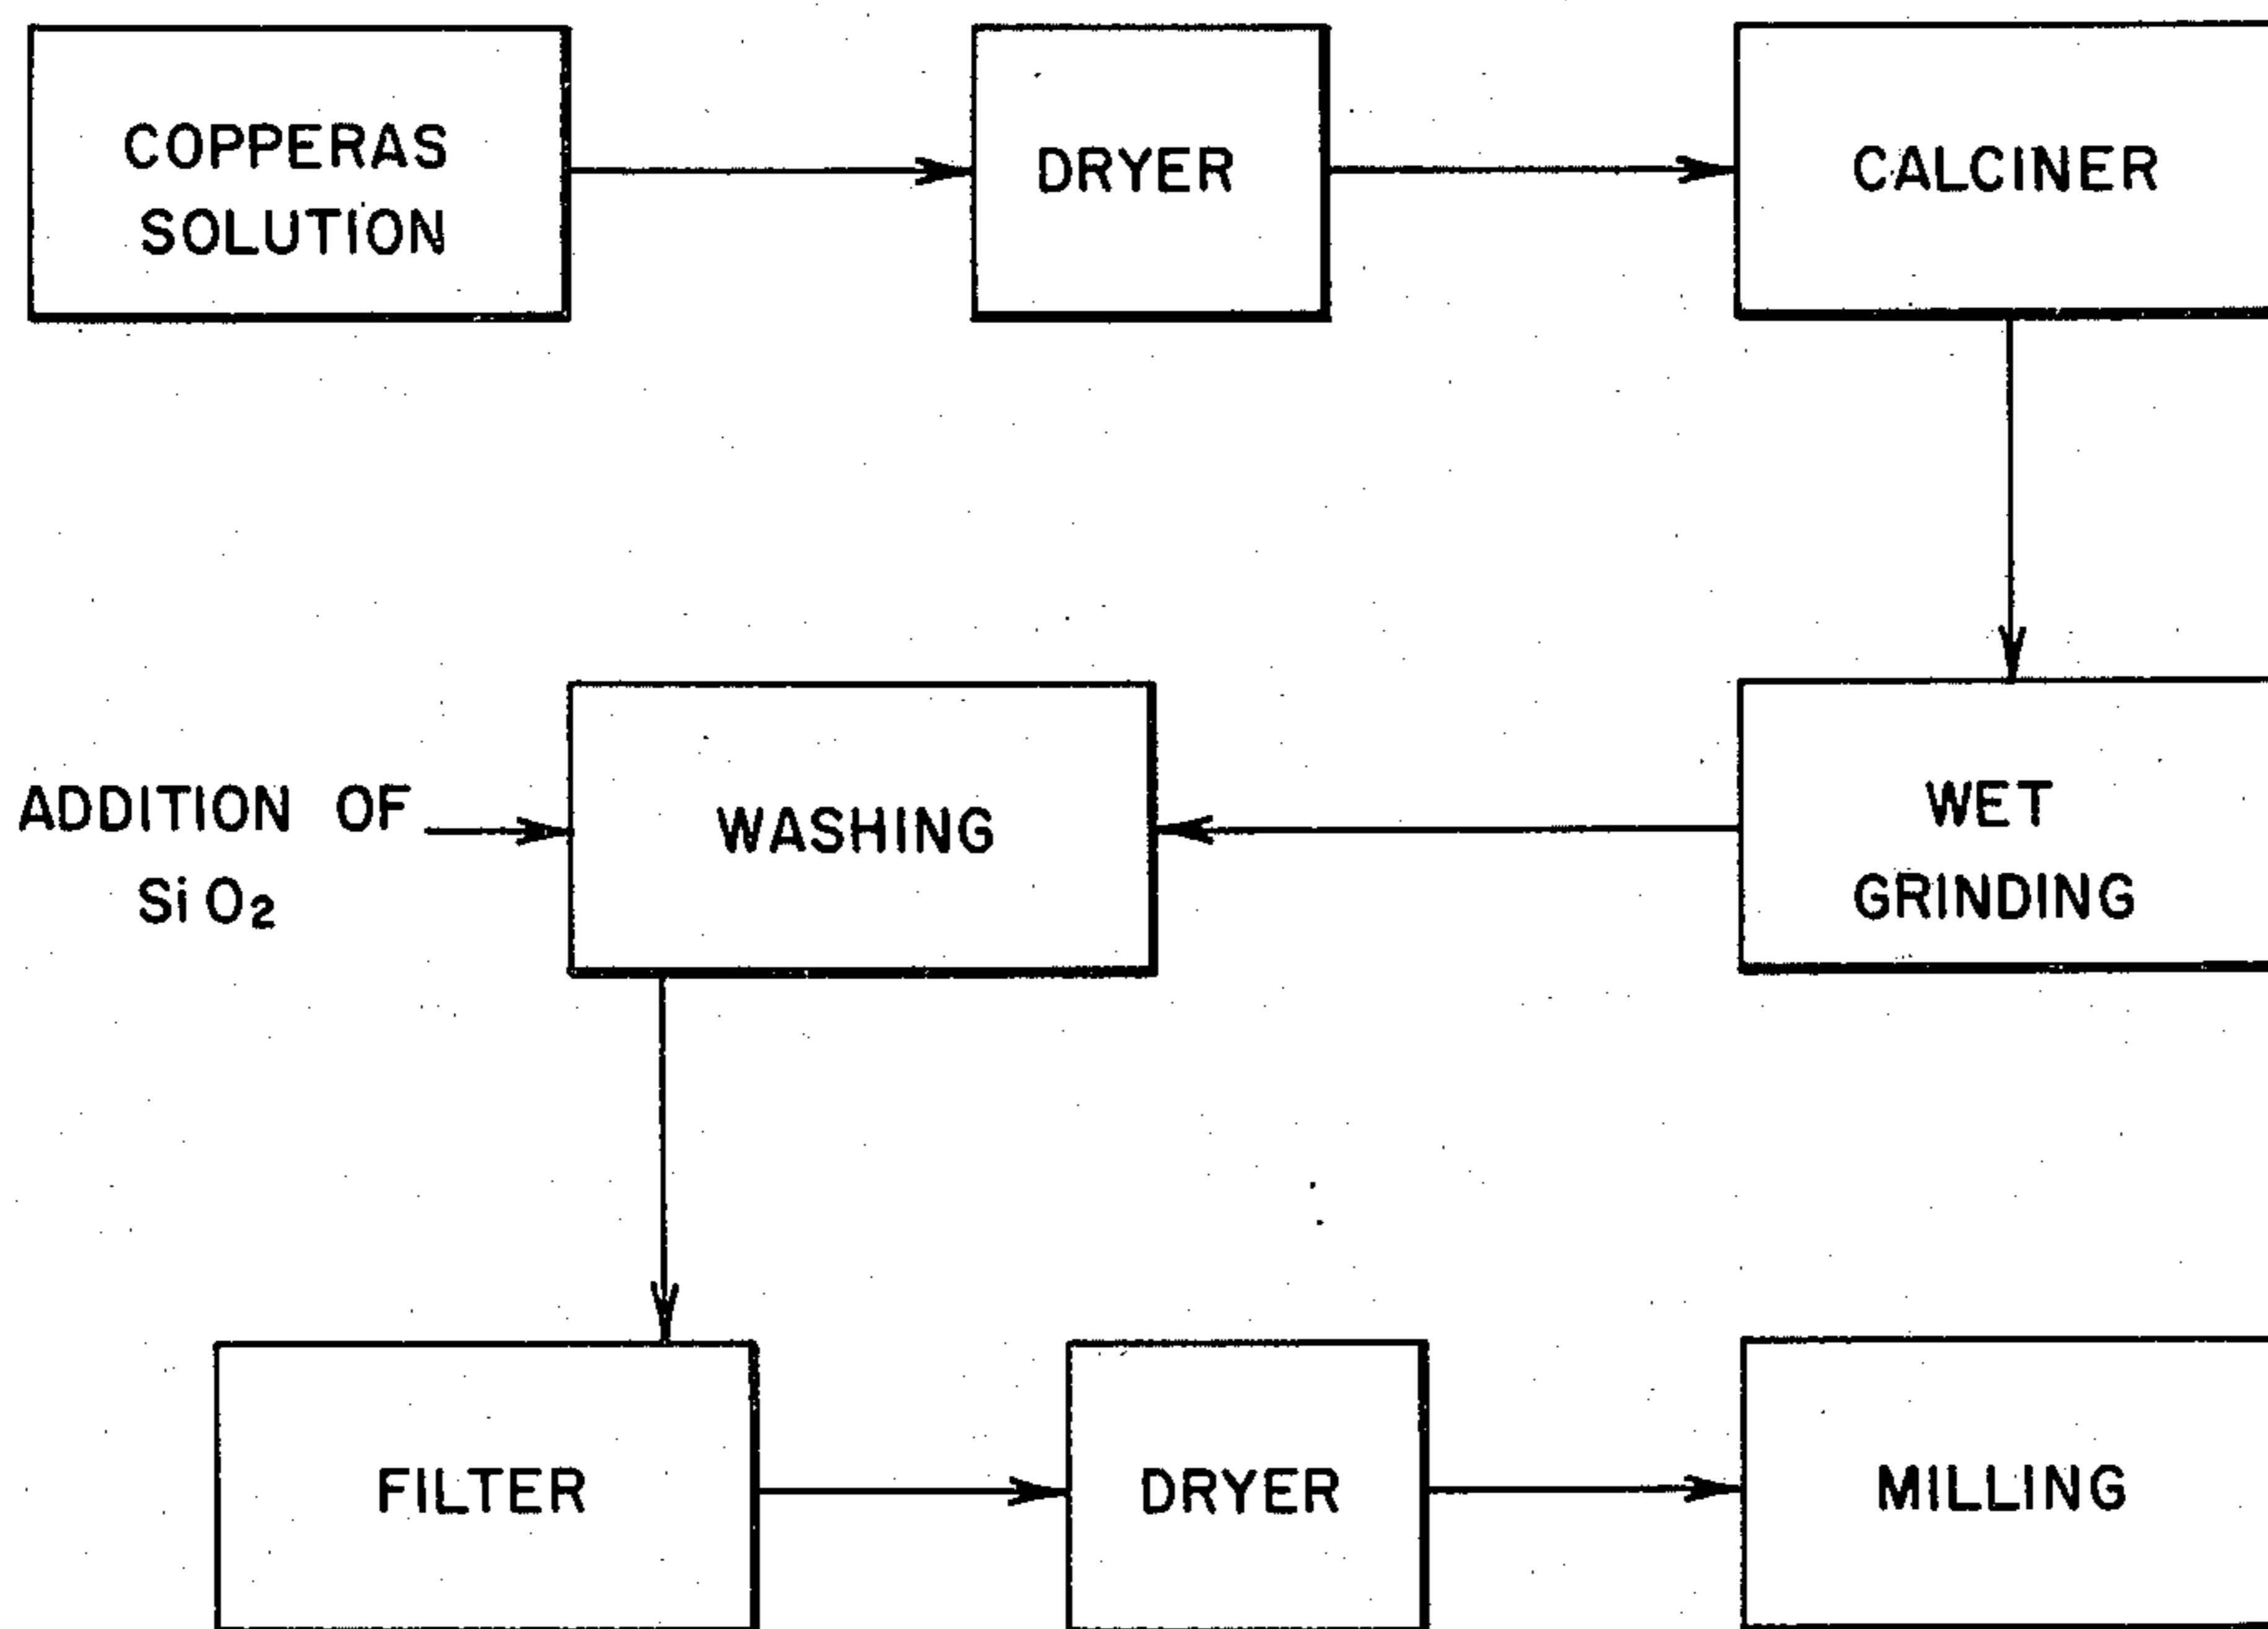 COPPERAS
SOLUTION
DRYER
CALCINER
ADDITION OF
SiO₂
WASHING
WET
GRINDING
FILTER
DRYER
MILLING